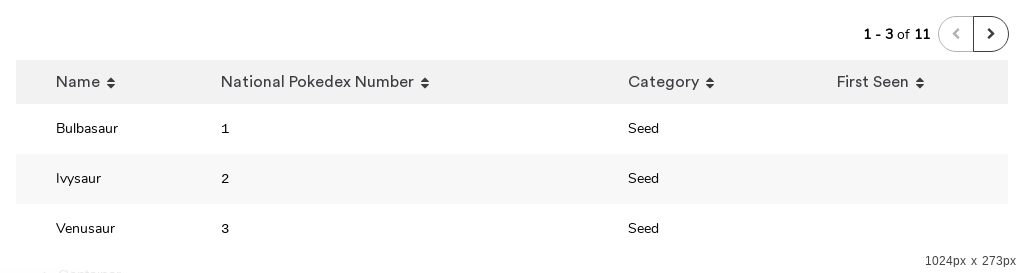 1 - 3 of 11
Name National Pokedex Number Category First Seen
Bulbasaur 1 Seed
Ivysaur 2 Seed
Venusaur 3 Seed
1024px x 273px